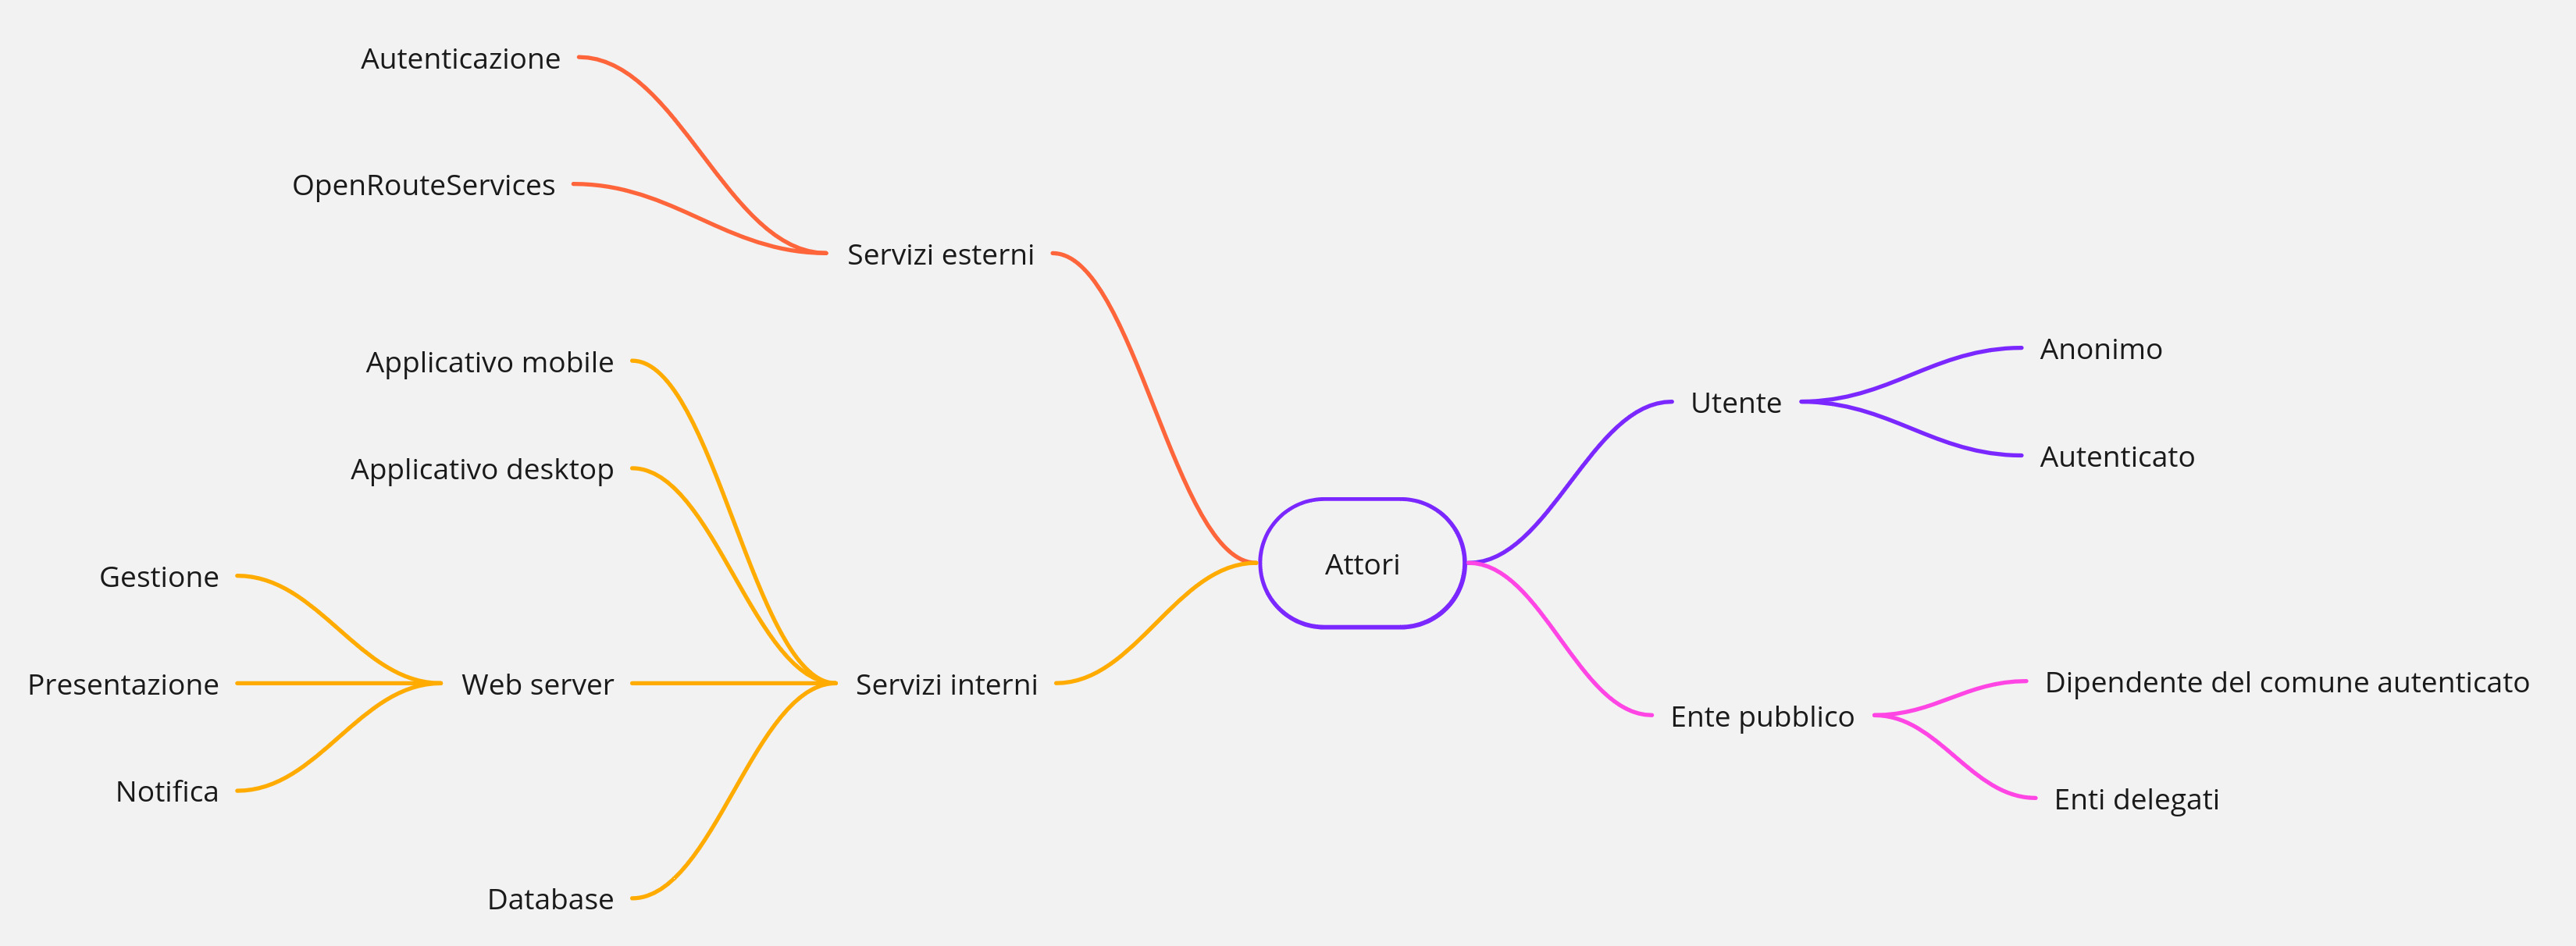 Autenticazione
OpenRouteServices
Servizi esterni
Applicativo mobile
Applicativo desktop
Gestione
Presentazione
Web server
Servizi interni
Notifica
Database
Attori
Utente
Anonimo
Autenticato
Ente pubblico
Dipendente del comune autenticato
Enti delegati